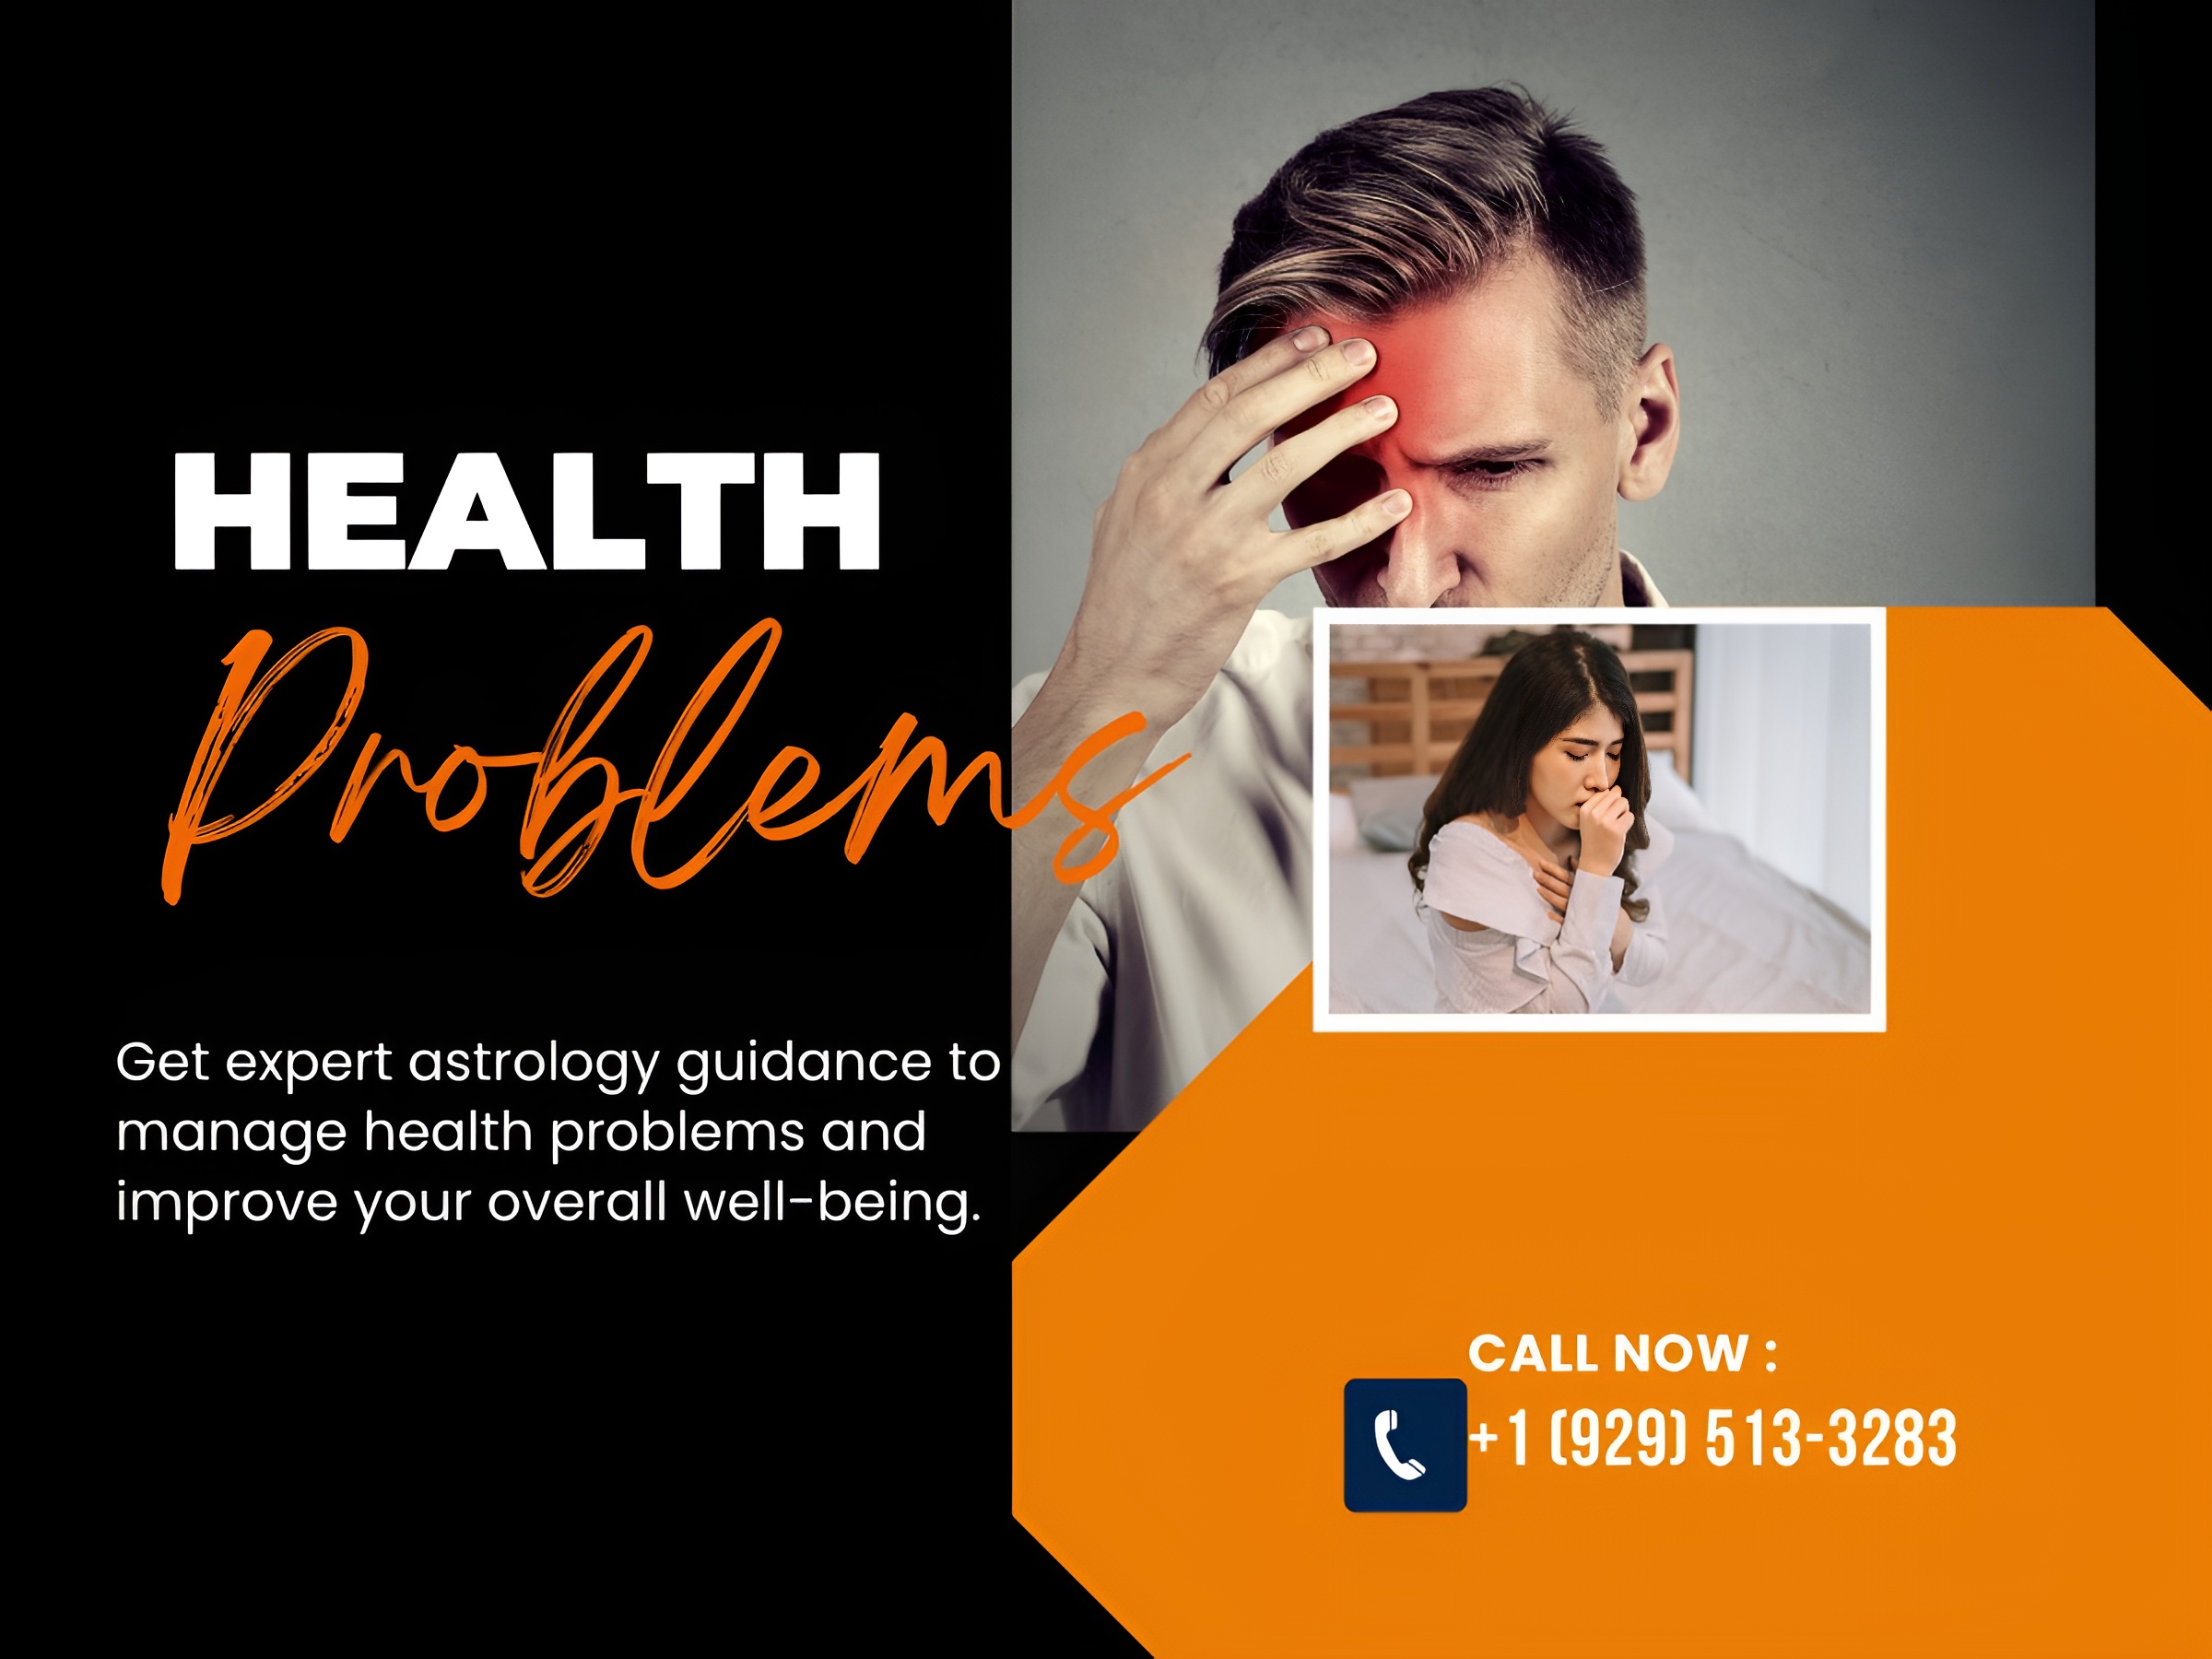 HEALTH
Problems
Get expert astrology guidance to
manage health problems and
improve your overall well-being.
CALL NOW :
+1 (929) 513-3283